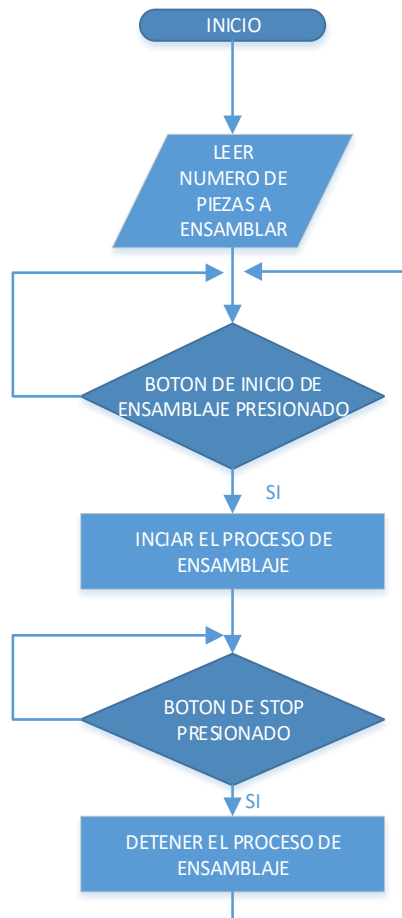 INICIO
LEER
NUMERO DE
PIEZAS A
ENSAMBLAR
BOTON DE INICIO DE
ENSAMBLAJE PRESIONADO
SI
INCIAR EL PROCESO DE
ENSAMBLAJE
BOTON DE STOP
PRESIONADO
SI
DETENER EL PROCESO DE
ENSAMBLAJE